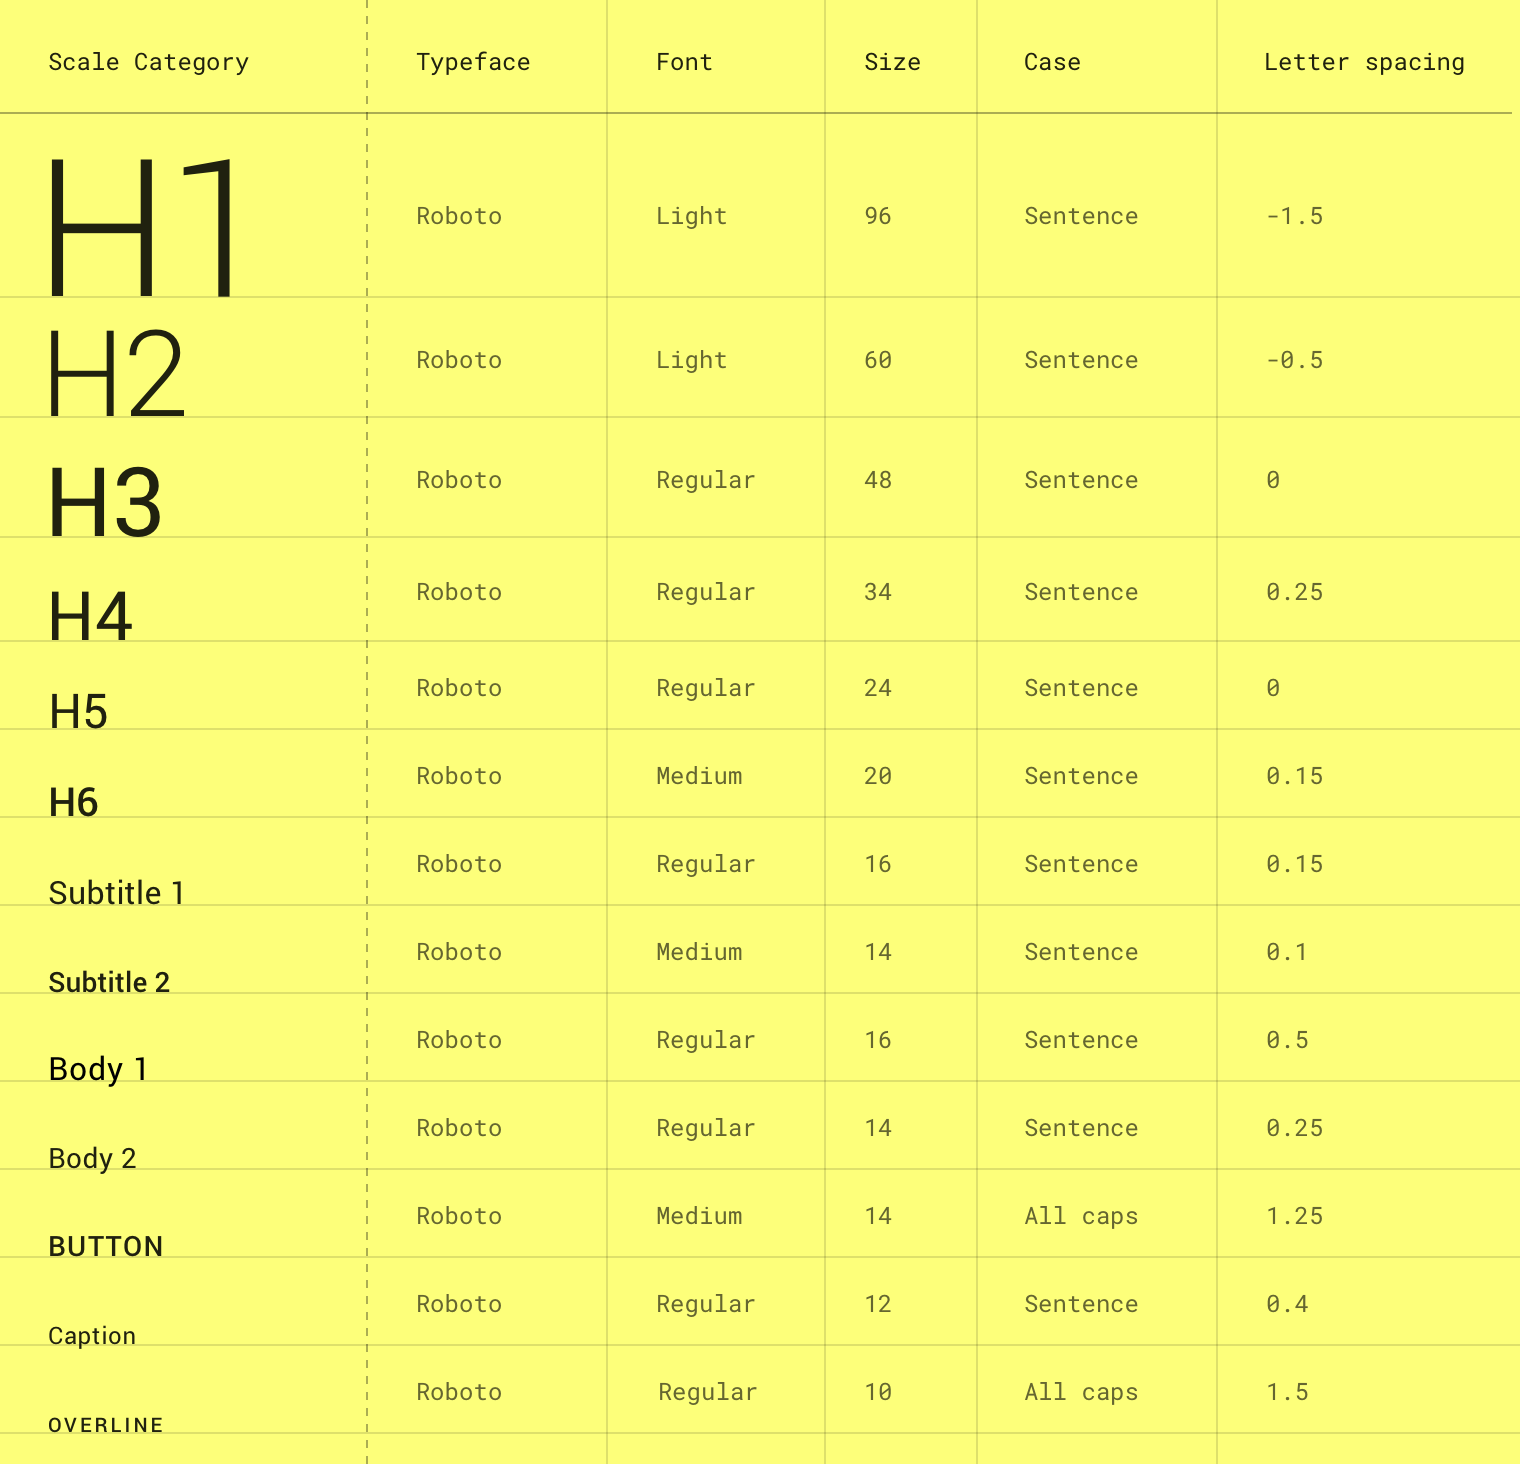 Scale Category Typeface Font Size Case Letter spacing
H1 Roboto Light 96 Sentence -1.5
H2 Roboto Light 60 Sentence -0.5
H3 Roboto Regular 48 Sentence 0
H4 Roboto Regular 34 Sentence 0.25
H5 Roboto Regular 24 Sentence 0
H6 Roboto Medium 20 Sentence 0.15
Subtitle 1 Roboto Regular 16 Sentence 0.15
Subtitle 2 Roboto Medium 14 Sentence 0.1
Body 1 Roboto Regular 16 Sentence 0.5
Body 2 Roboto Regular 14 Sentence 0.25
BUTTON Roboto Medium 14 All caps 1.25
Caption Roboto Regular 12 Sentence 0.4
OVERLINE Roboto Regular 10 All caps 1.5